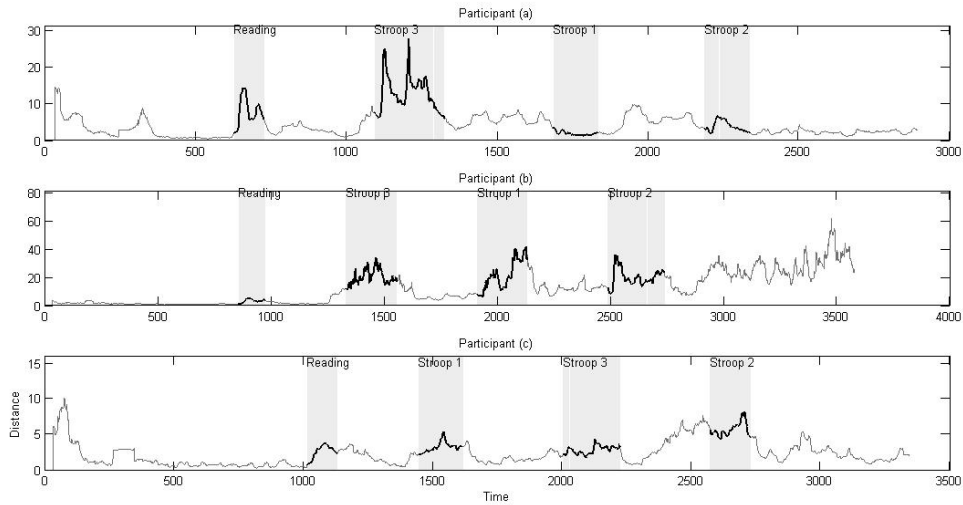 Participant (a)
Reading Stroop 3 Stroop 1 Stroop 2
30
20
10
0
0 500 1000 1500 2000 2500 3000
Participant (b)
Reading Stroop 3 Stroop 1 Stroop 2
80
60
40
20
0
0 500 1000 1500 2000 2500 3000 3500 4000
Participant (c)
Reading Stroop 1 Stroop 3 Stroop 2
15
10
5
0
Distance
0 500 1000 1500 2000 2500 3000 3500
Time